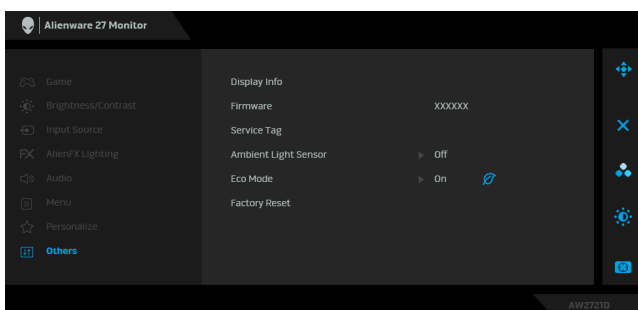 Alienware 27 Monitor
Game
Brightness/Contrast
Input Source
FX AlienFX Lighting
Audio
Menu
Personalize
Others
Display Info
Firmware XXXXXX
Service Tag
Ambient Light Sensor Off
Eco Mode On
Factory Reset
AW2721D